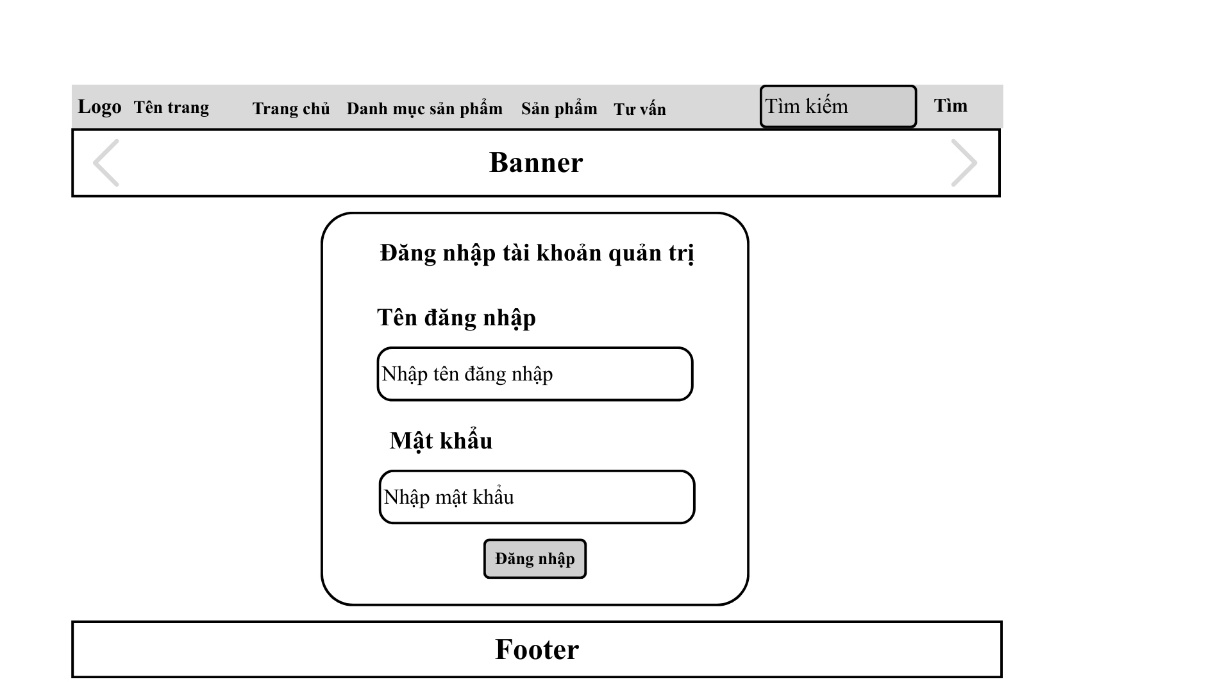 Logo Tên trang Trang chủ Danh mục sản phẩm Sản phẩm Tư vấn Tìm kiếm Tìm
Banner
Đăng nhập tài khoản quản trị
Tên đăng nhập
Nhập tên đăng nhập
Mật khẩu
Nhập mật khẩu
Đăng nhập
Footer